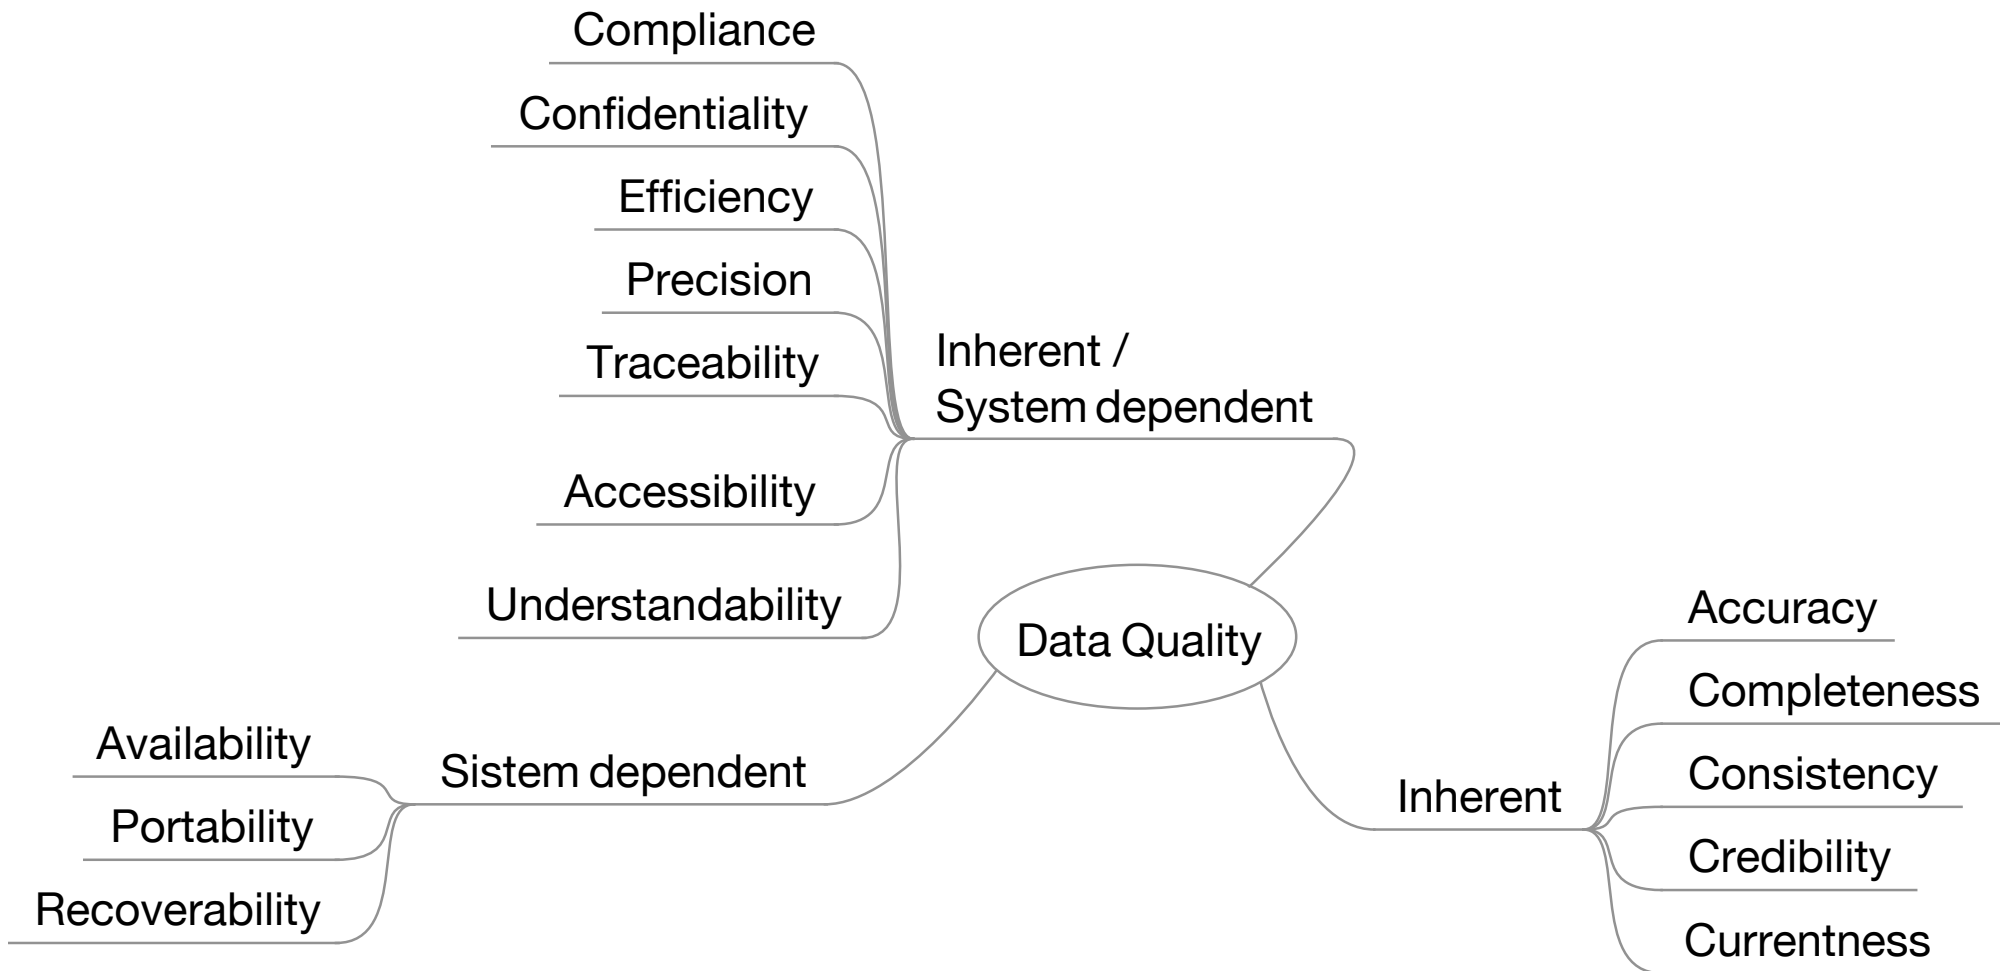 Compliance
Confidentiality
Efficiency
Precision
Traceability
Accessibility
Understandability
Inherent /
System dependent
Data Quality
Availability
Portability
Recoverability
Sistem dependent
Inherent
Accuracy
Completeness
Consistency
Credibility
Currentness